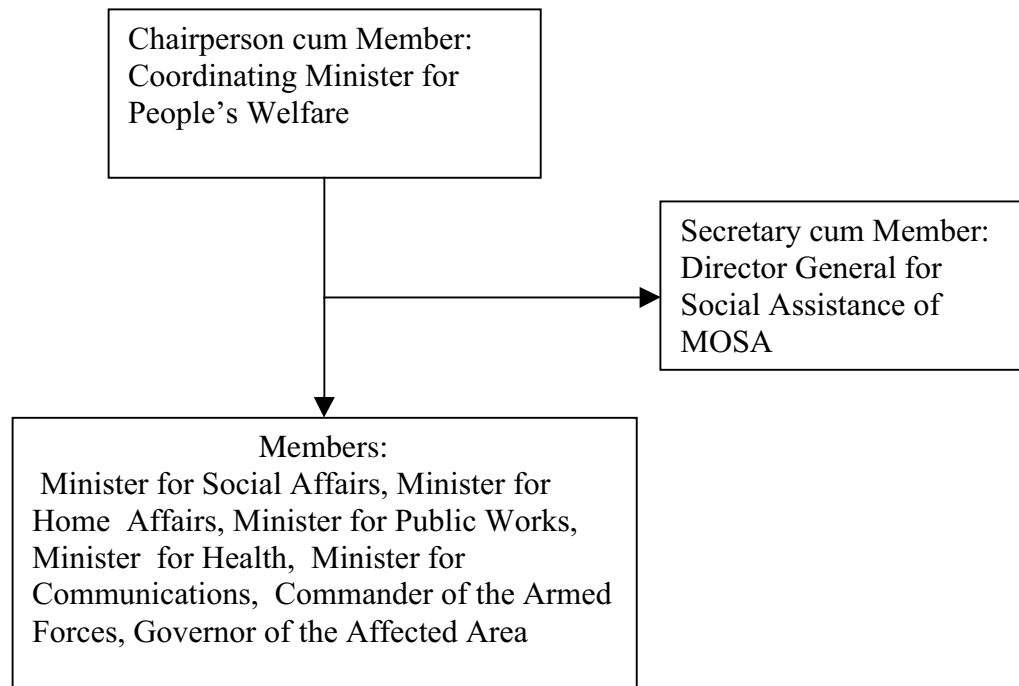 Chairperson cum Member:
Coordinating Minister for
People’s Welfare
Secretary cum Member:
Director General for
Social Assistance of
MOSA
Members:
Minister for Social Affairs, Minister for
Home Affairs, Minister for Public Works,
Minister for Health, Minister for
Communications, Commander of the Armed
Forces, Governor of the Affected Area